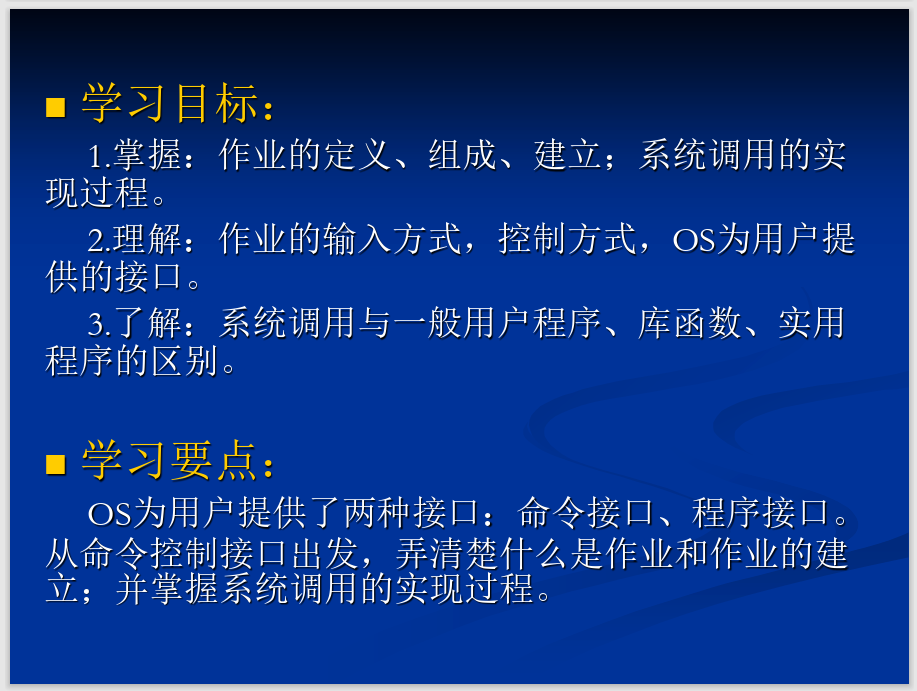 ■ 学习目标：
1.掌握：作业的定义、组成、建立；系统调用的实
现过程。
2.理解：作业的输入方式，控制方式，OS为用户提
供的接口。
3.了解：系统调用与一般用户程序、库函数、实用
程序的区别。
■ 学习要点：
OS为用户提供了两种接口：命令接口、程序接口。
从命令控制接口出发，弄清楚什么是作业和作业的建
立；并掌握系统调用的实现过程。